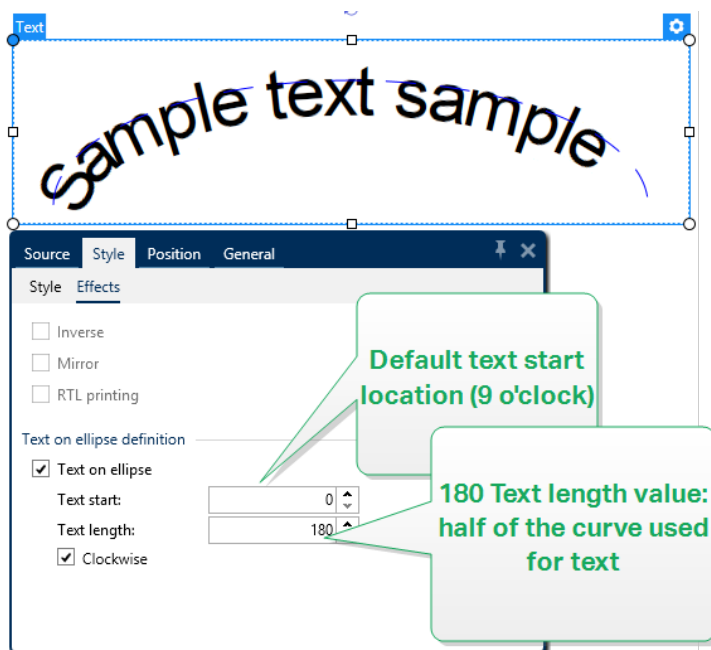 Text
Sample text sample
Source Style Position General
Style Effects
Inverse
Mirror
RTL printing
Default text start
location (9 o'clock)
Text on ellipse definition
Text on ellipse
Text start: 0
Text length: 180
Clockwise
180 Text length value:
half of the curve used
for text